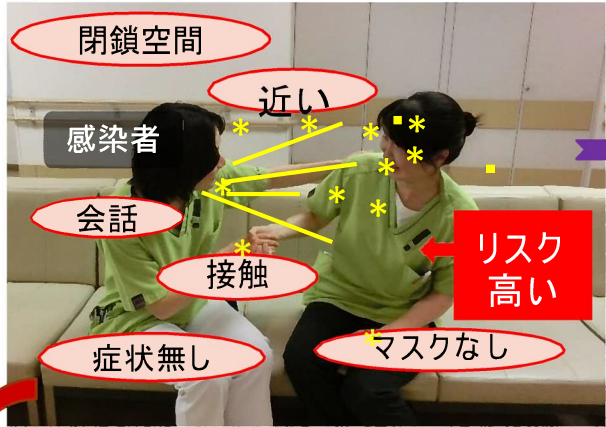 閉鎖空間
近い
感染者
会話
接触
リスク
高い
症状無し
マスクなし